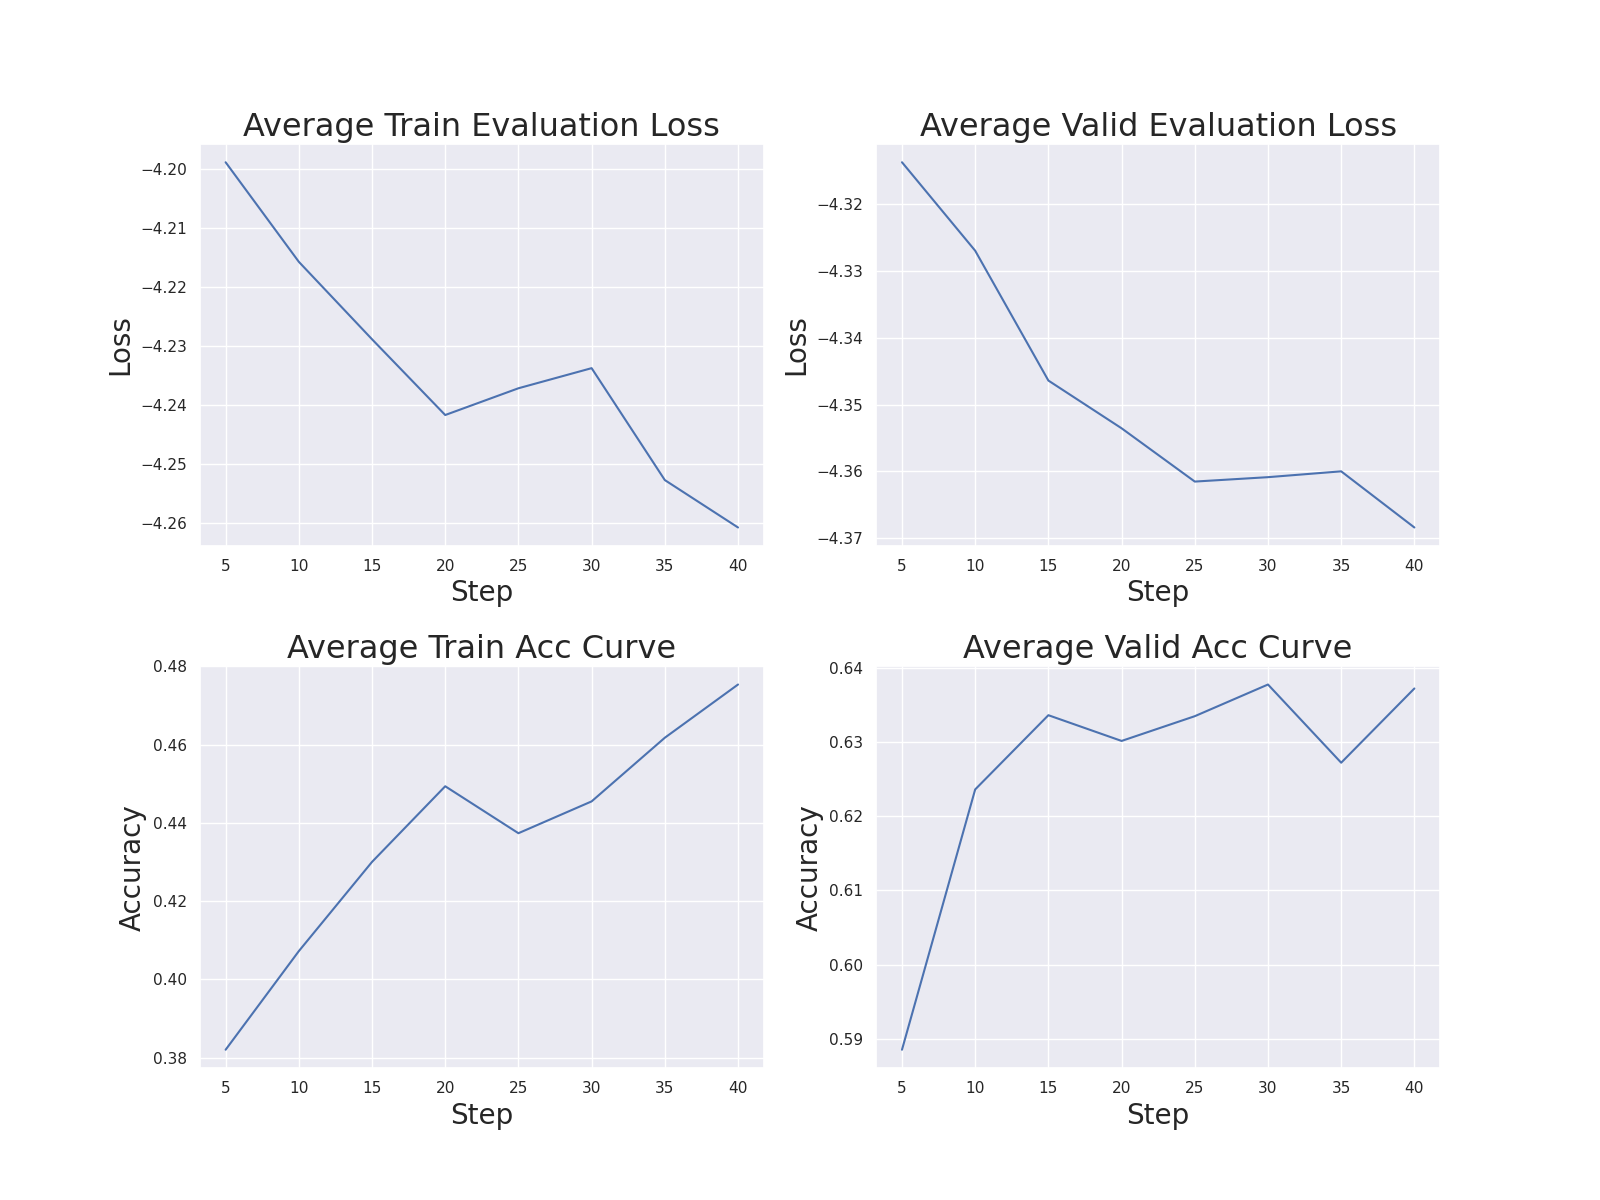 Average Train Evaluation Loss
−4.20
−4.21
−4.22
−4.23
−4.24
−4.25
−4.26
Loss
5 10 15 20 25 30 35 40
Step
Average Valid Evaluation Loss
−4.32
−4.33
−4.34
−4.35
−4.36
−4.37
Loss
5 10 15 20 25 30 35 40
Step
Average Train Acc Curve
0.48
0.46
0.44
0.42
0.40
0.38
Accuracy
5 10 15 20 25 30 35 40
Step
Average Valid Acc Curve
0.64
0.63
0.62
0.61
0.60
0.59
Accuracy
5 10 15 20 25 30 35 40
Step